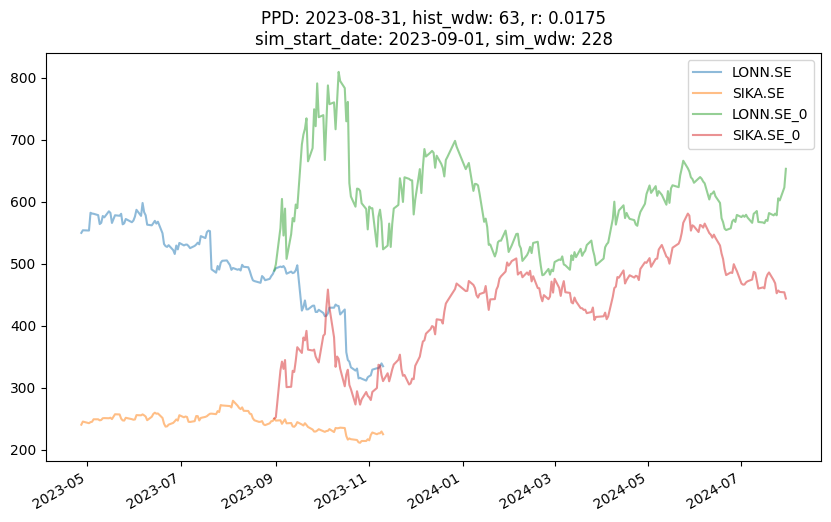 PPD: 2023-08-31, hist_wdw: 63, r: 0.0175
sim_start_date: 2023-09-01, sim_wdw: 228
LONN.SE
SIKA.SE
LONN.SE_0
SIKA.SE_0
800
700
600
500
400
300
200
2023-05
2023-07
2023-09
2023-11
2024-01
2024-03
2024-05
2024-07